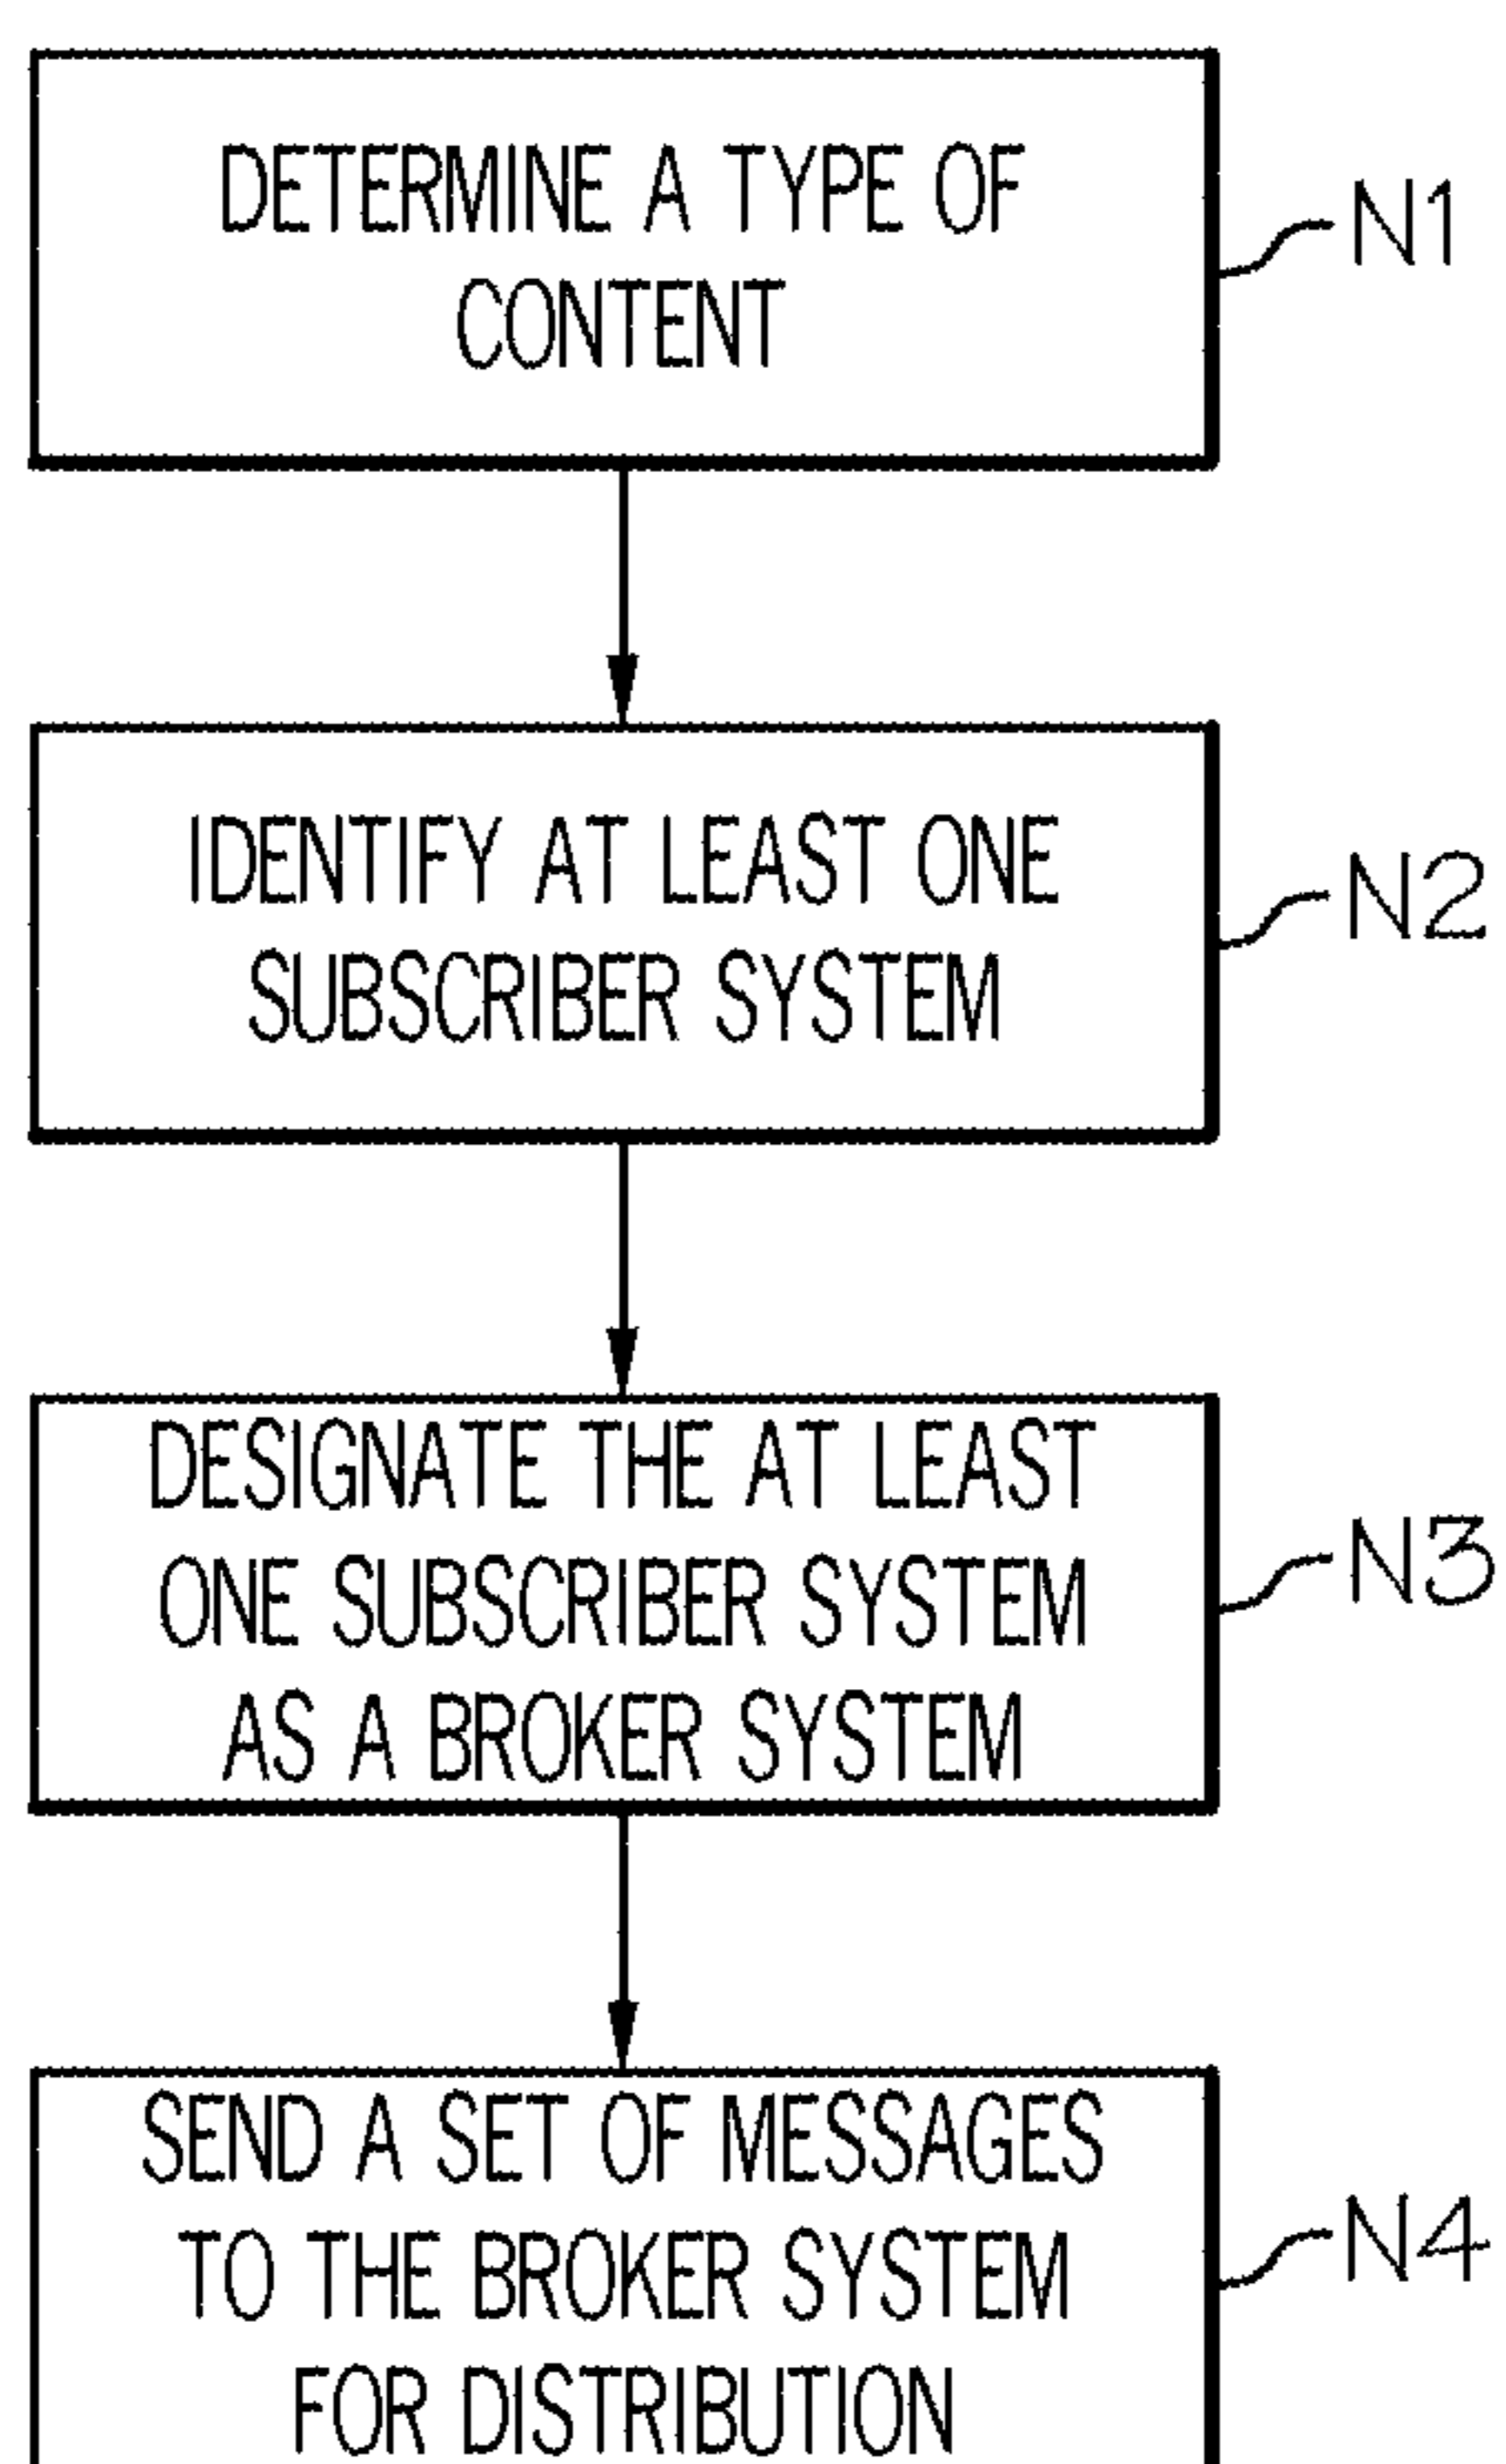 DETERMINE A TYPE OF
CONTENT
N1
IDENTIFY AT LEAST ONE
SUBSCRIBER SYSTEM
N2
DESIGNATE THE AT LEAST
ONE SUBSCRIBER SYSTEM
AS A BROKER SYSTEM
N3
SEND A SET OF MESSAGES
TO THE BROKER SYSTEM
FOR DISTRIBUTION
N4